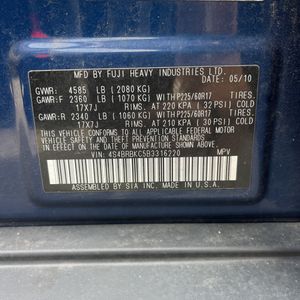 MFD BY FUJI HEAVY INDUSTRIES LTD.
DATE: 05/10
GVWR: 4585 LB (2080 KG)
GAWR:F 2360 LB (1070 KG) WITH P225/60R17 TIRES.
17X7J RIMS. AT 220 KPA (32 PSI) COLD
GAWR:R 2340 LB (1060 KG) WITH P225/60R17 TIRES.
17X7J RIMS. AT 210 KPA (30 PSI) COLD
THIS VEHICLE CONFORMS TO ALL APPLICABLE FEDERAL MOTOR
VEHICLE SAFETY AND THEFT PREVENTION STANDARDS IN
EFFECT ON THE DATE OF MANUFACTURE SHOWN ABOVE.
VIN: 4S4BRBKC5B3316220 MPV
ASSEMBLED BY SIA INC. MADE IN U.S.A.